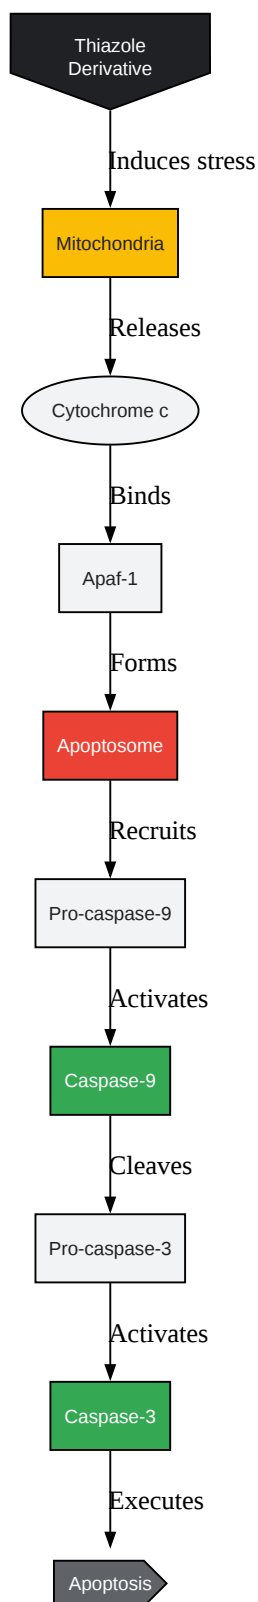 Thiazole
Derivative
Induces stress
Mitochondria
Releases
Cytochrome c
Binds
Apaf-1
Forms
Apoptosome
Recruits
Pro-caspase-9
Activates
Caspase-9
Cleaves
Pro-caspase-3
Activates
Caspase-3
Executes
Apoptosis